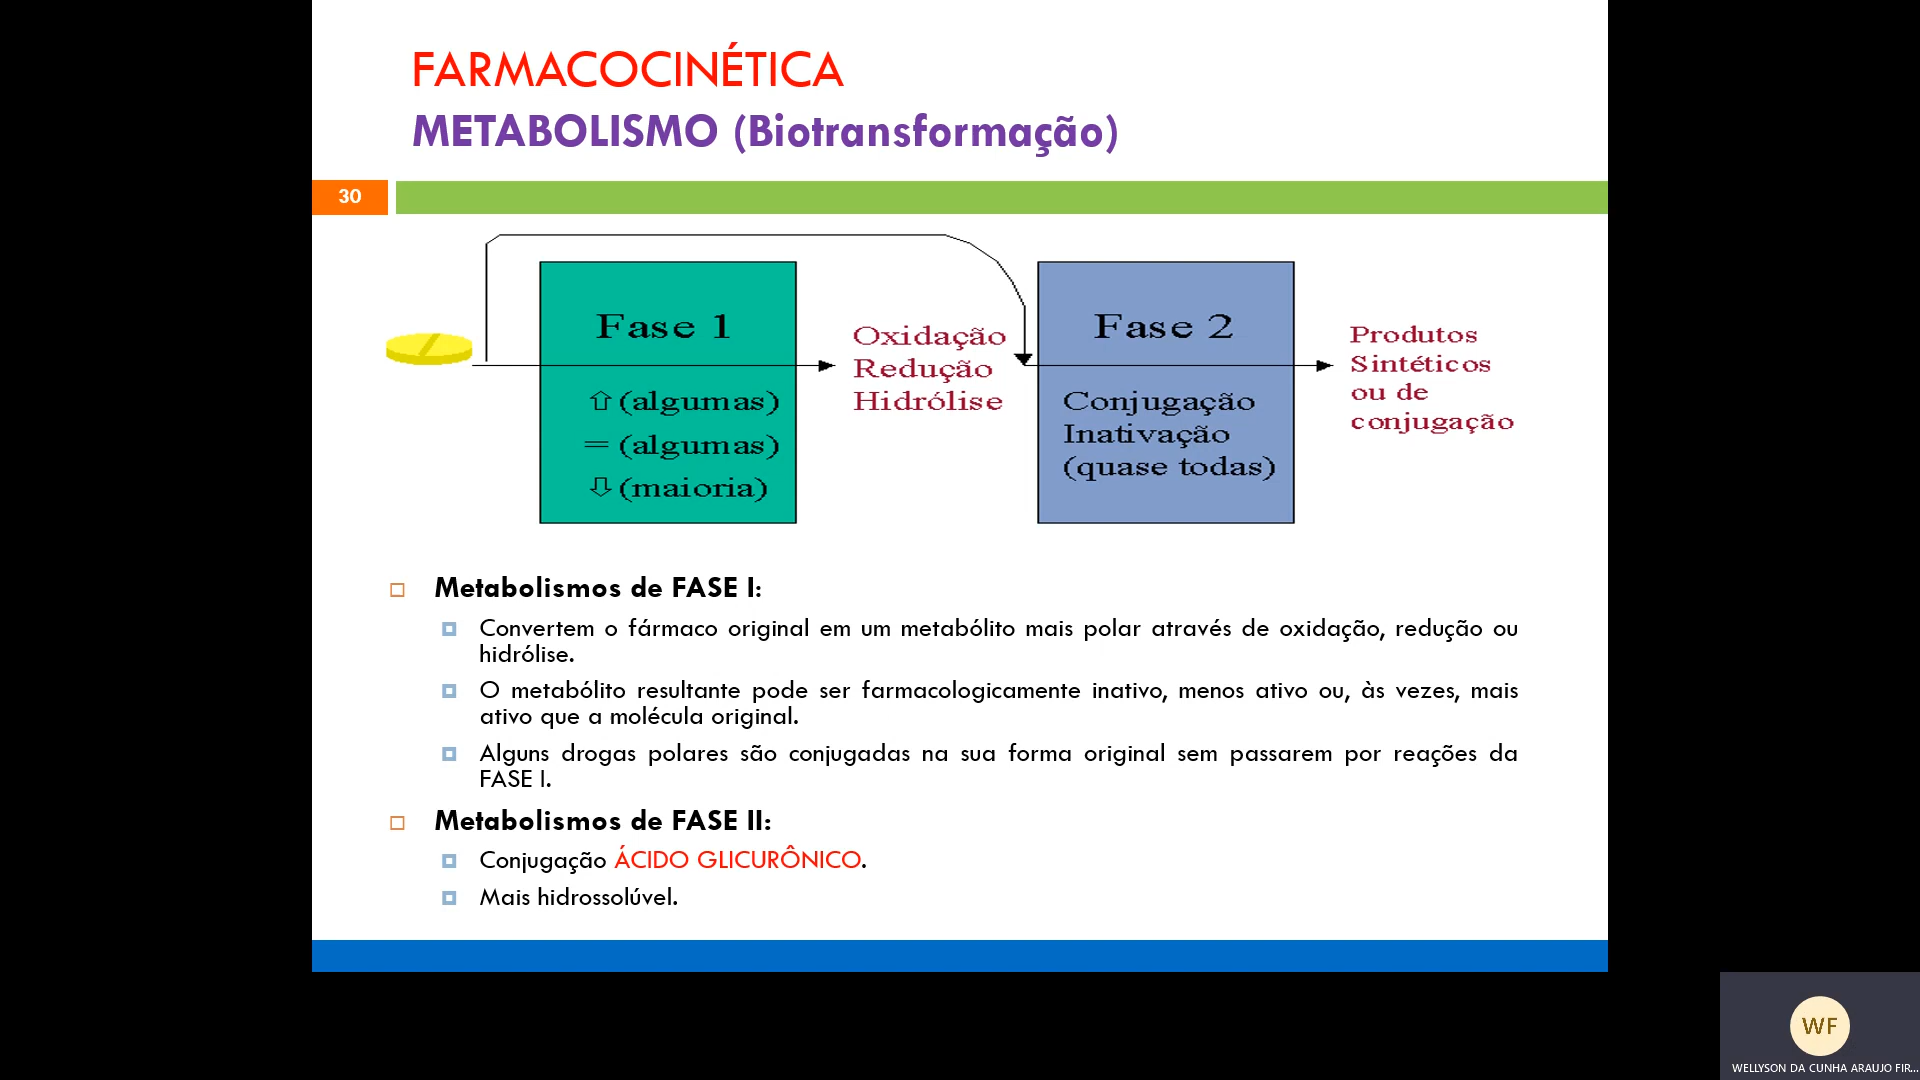 FARMACOCINÉTICA
METABOLISMO (Biotransformação)
30
Fase 1
⇧ (algumas)
= (algumas)
⇩ (maioria)
Oxidação
Redução
Hidrólise
Fase 2
Conjugação
Inativação
(quase todas)
Produtos
Sintéticos
ou de
conjugação
Metabolismos de FASE I:
Convertem o fármaco original em um metabólito mais polar através de oxidação, redução ou
hidrólise.
O metabólito resultante pode ser farmacologicamente inativo, menos ativo ou, às vezes, mais
ativo que a molécula original.
Alguns drogas polares são conjugadas na sua forma original sem passarem por reações da
FASE I.
Metabolismos de FASE II:
Conjugação ÁCIDO GLICURÔNICO.
Mais hidrossolúvel.
WF
WELLYSON DA CUNHA ARAUJO FIR...